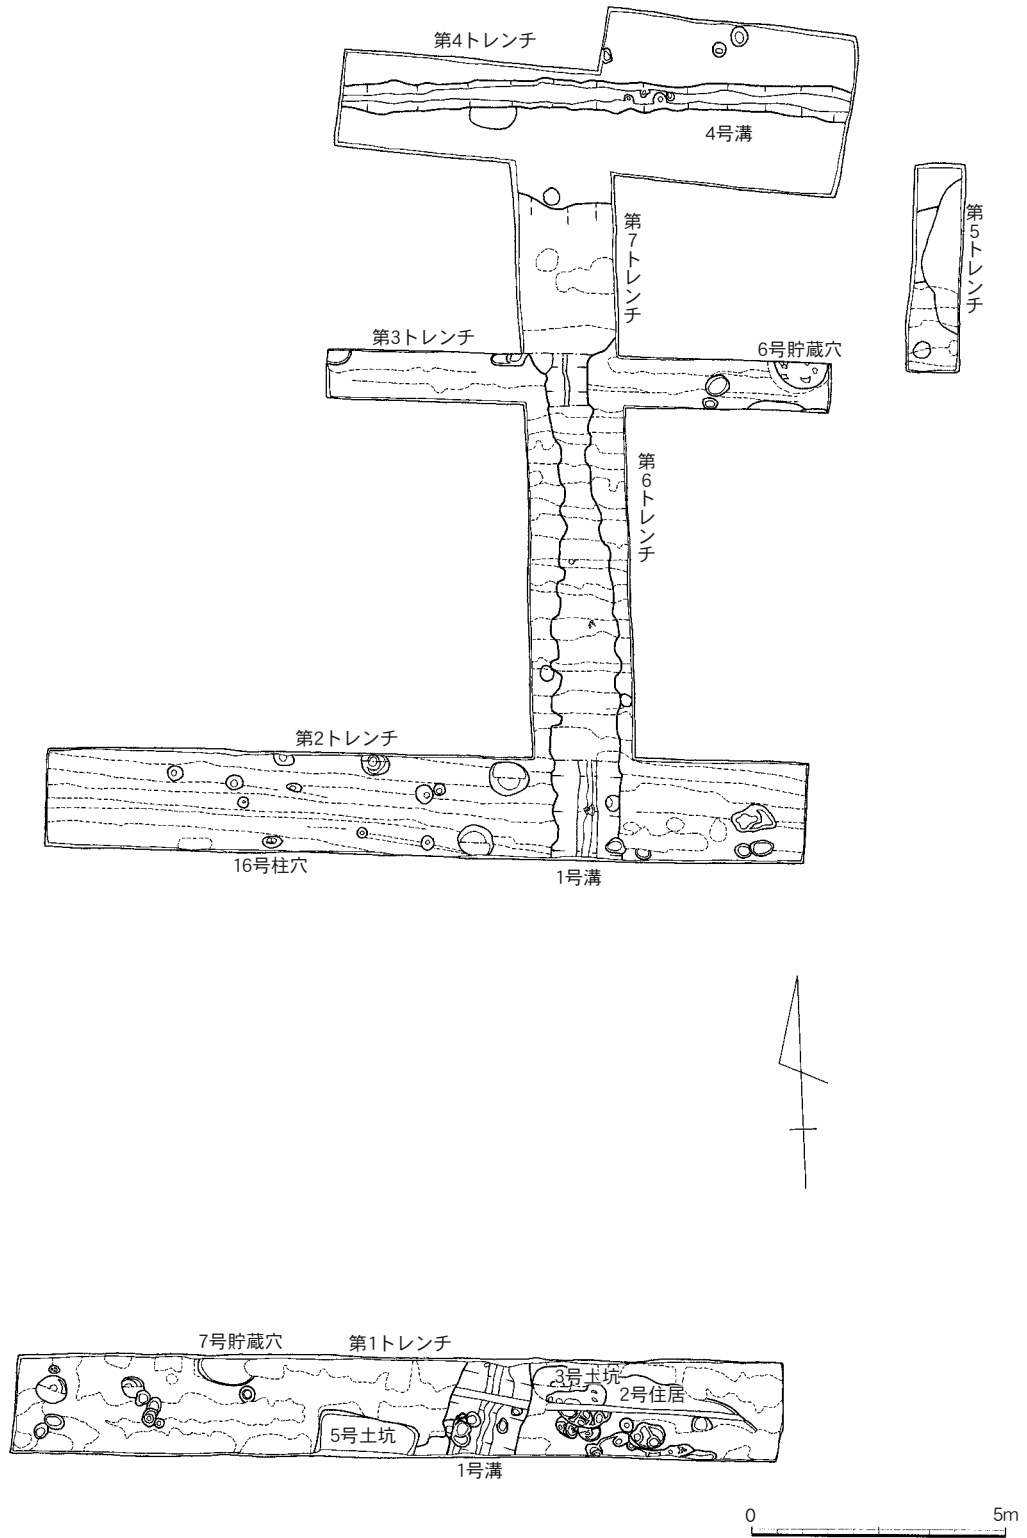 第4トレンチ
4号溝
第7トレンチ
第5トレンチ
第3トレンチ
6号貯蔵穴
第6トレンチ
第2トレンチ
16号柱穴
1号溝
7号貯蔵穴
第1トレンチ
3号土坑
2号住居
5号土坑
1号溝
0
5m